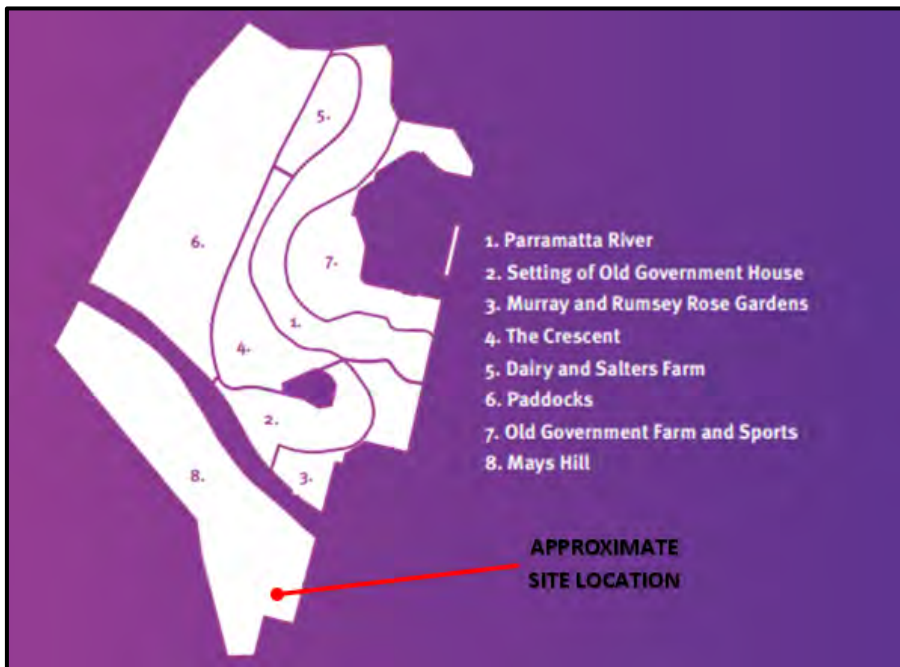 5.
6.
7.
1.
4.
2.
8.
3.
1. Parramatta River
2. Setting of Old Government House
3. Murray and Rumsey Rose Gardens
4. The Crescent
5. Dairy and Salters Farm
6. Paddocks
7. Old Government Farm and Sports
8. Mays Hill
APPROXIMATE
SITE LOCATION